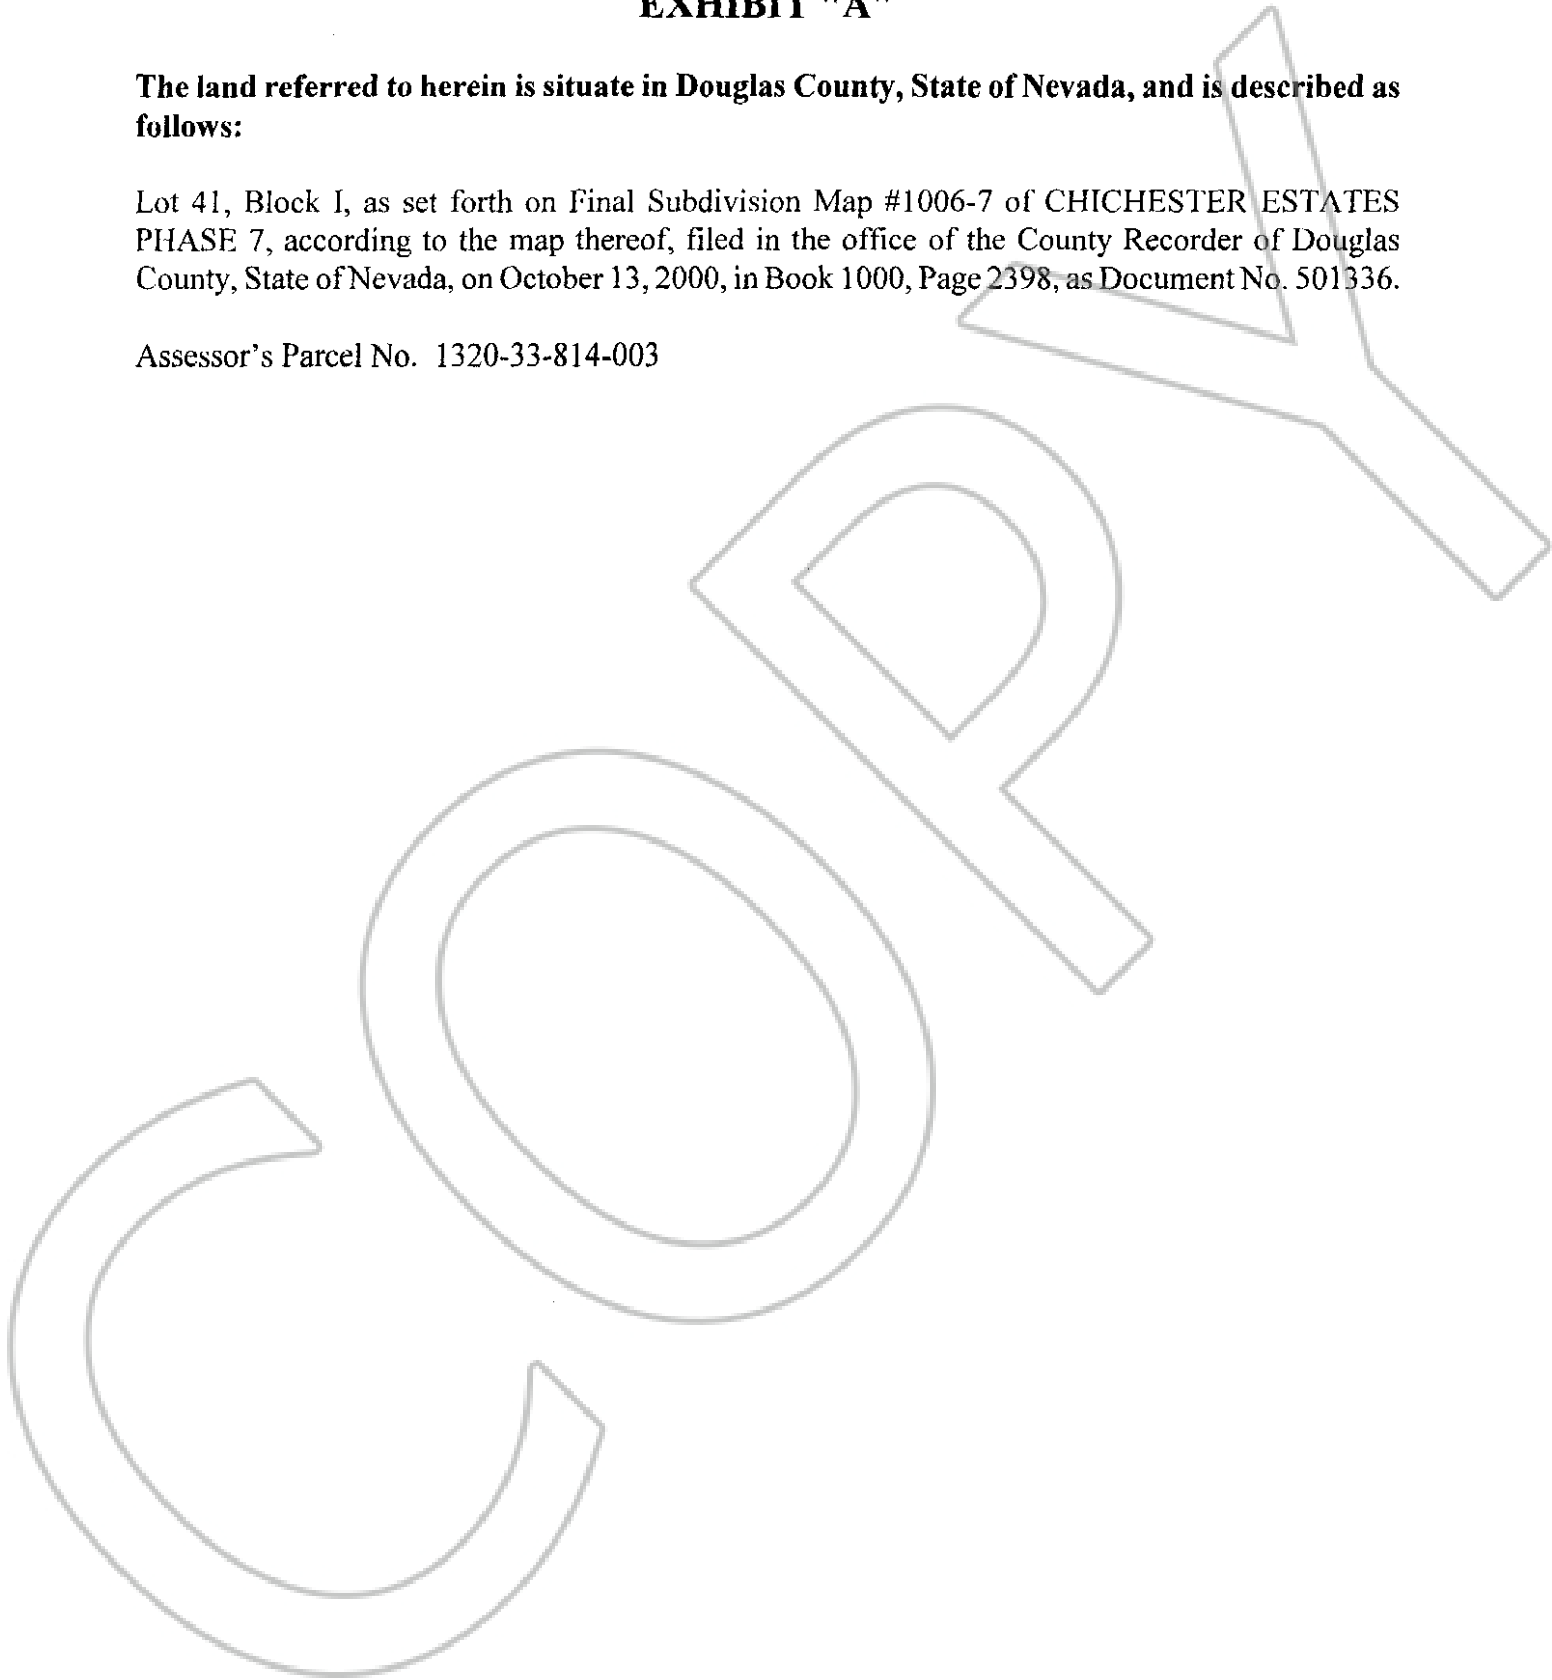 EXHIBIT "A"
The land referred to herein is situate in Douglas County, State of Nevada, and is described as
follows:
Lot 41, Block I, as set forth on Final Subdivision Map #1006-7 of CHICHESTER ESTATES
PHASE 7, according to the map thereof, filed in the office of the County Recorder of Douglas
County, State of Nevada, on October 13, 2000, in Book 1000, Page 2398, as Document No. 501336.
Assessor's Parcel No. 1320-33-814-003
COPY